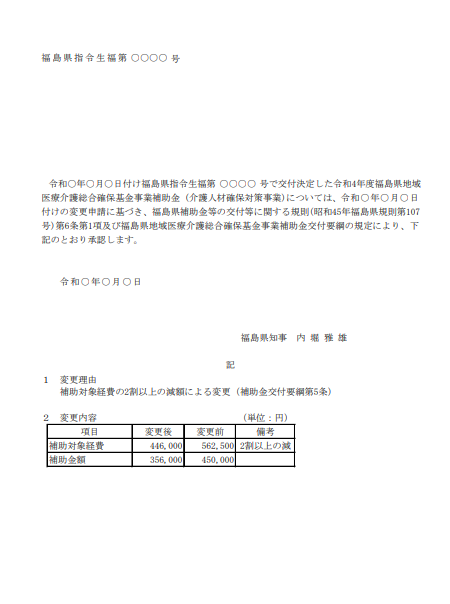 福島県指令生福第 〇〇〇〇 号
令和〇年〇月〇日付け福島県指令生福第 〇〇〇〇 号で交付決定した令和4年度福島県地域
医療介護総合確保基金事業補助金（介護人材確保対策事業)については、令和〇年〇月〇日
付けの変更申請に基づき、福島県補助金等の交付等に関する規則(昭和45年福島県規則第107
号)第6条第1項及び福島県地域医療介護総合確保基金事業補助金交付要綱の規定により、下
記のとおり承認します。
令和〇年〇月〇日
福島県知事　内 堀 雅 雄
記
1　変更理由
補助対象経費の2割以上の減額による変更（補助金交付要綱第5条）
2　変更内容　（単位：円）
項目　変更後　変更前　備考
補助対象経費　446,000　562,500　2割以上の減
補助金額　356,000　450,000